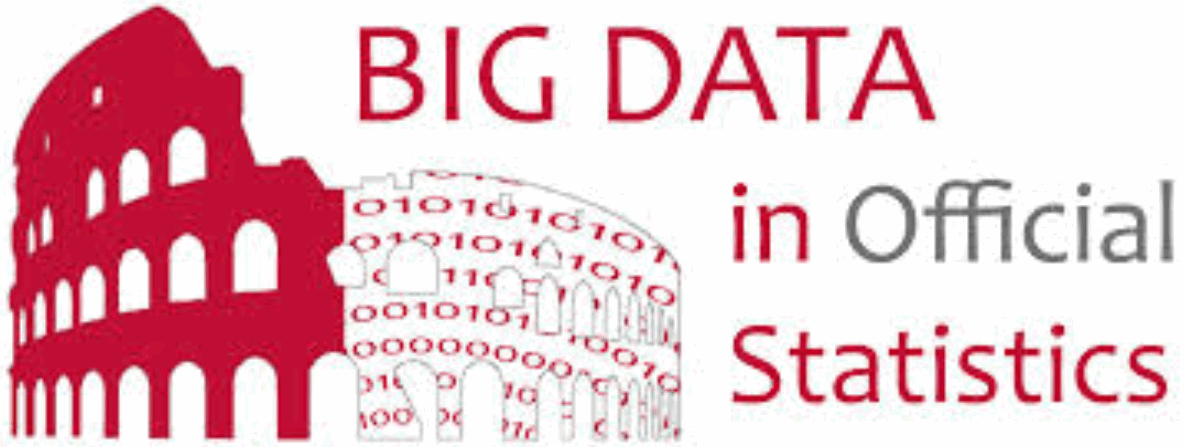 BIG DATA
in Official
Statistics